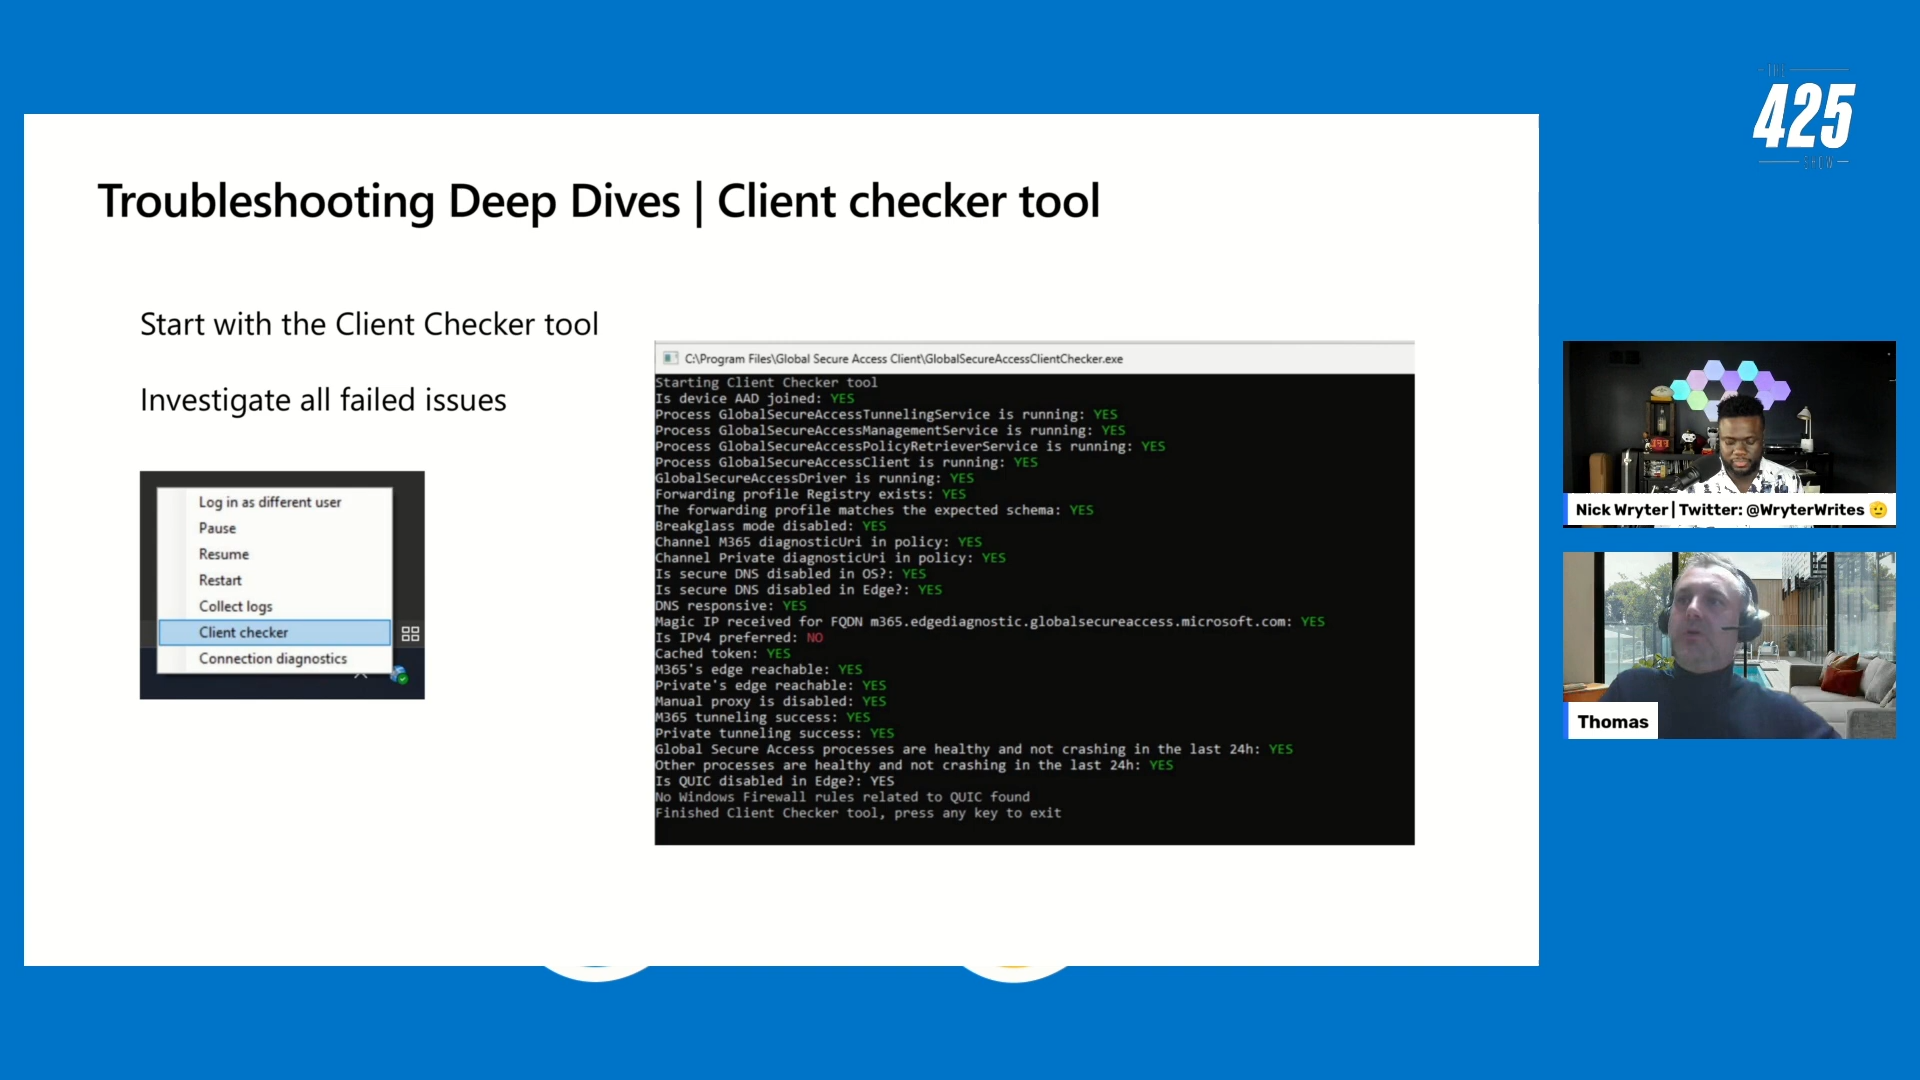 THE
425
SHOW
Troubleshooting Deep Dives | Client checker tool
Start with the Client Checker tool
Investigate all failed issues
Log in as different user
Pause
Resume
Restart
Collect logs
Client checker
Connection diagnostics
C:\Program Files\Global Secure Access Client\GlobalSecureAccessClientChecker.exe
Starting Client Checker tool
Is device AAD joined: YES
Process GlobalSecureAccessTunnelingService is running: YES
Process GlobalSecureAccessManagementService is running: YES
Process GlobalSecureAccessPolicyRetrieverService is running: YES
Process GlobalSecureAccessClient is running: YES
GlobalSecureAccessDriver is running: YES
Forwarding profile Registry exists: YES
The forwarding profile matches the expected schema: YES
Breakglass mode disabled: YES
Channel M365 diagnosticUri in policy: YES
Channel Private diagnosticUri in policy: YES
Is secure DNS disabled in OS?: YES
Is secure DNS disabled in Edge?: YES
DNS responsive: YES
Magic IP received for FQDN m365.edgediagnostic.globalsecureaccess.microsoft.com: YES
Is IPv4 preferred: NO
Cached token: YES
M365's edge reachable: YES
Private's edge reachable: YES
Manual proxy is disabled: YES
M365 tunneling success: YES
Private tunneling success: YES
Global Secure Access processes are healthy and not crashing in the last 24h: YES
Other processes are healthy and not crashing in the last 24h: YES
Is QUIC disabled in Edge?: YES
No Windows Firewall rules related to QUIC found
Finished Client Checker tool, press any key to exit
Nick Wryter | Twitter: @WryterWrites 🫡
Thomas